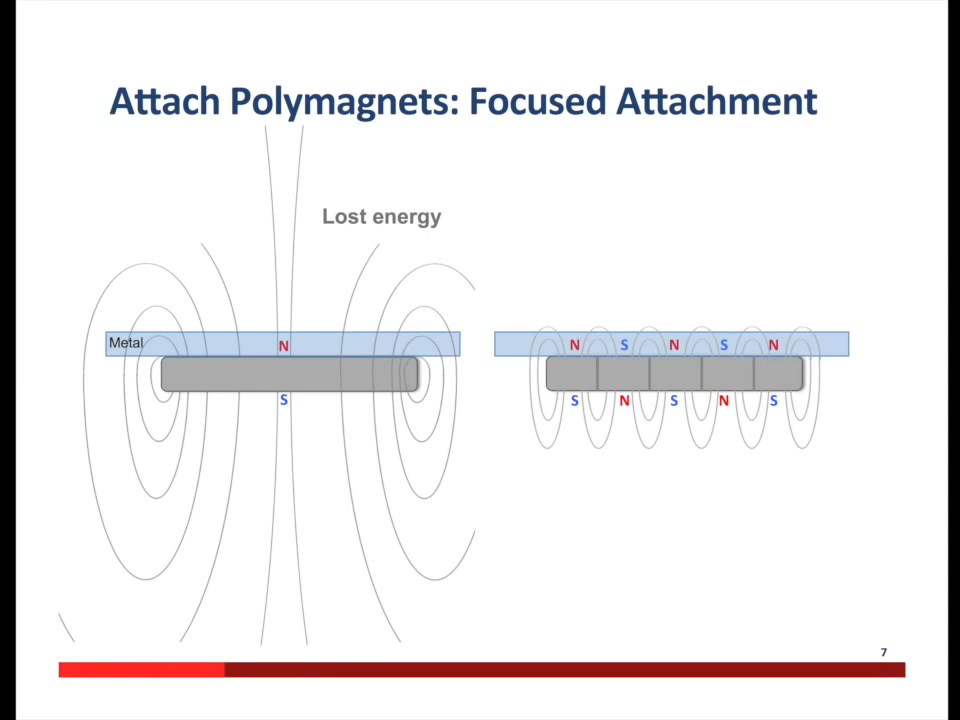 Attach Polymagnets: Focused Attachment
Lost energy
Metal
N
S
N S N S N
S N S N S
7